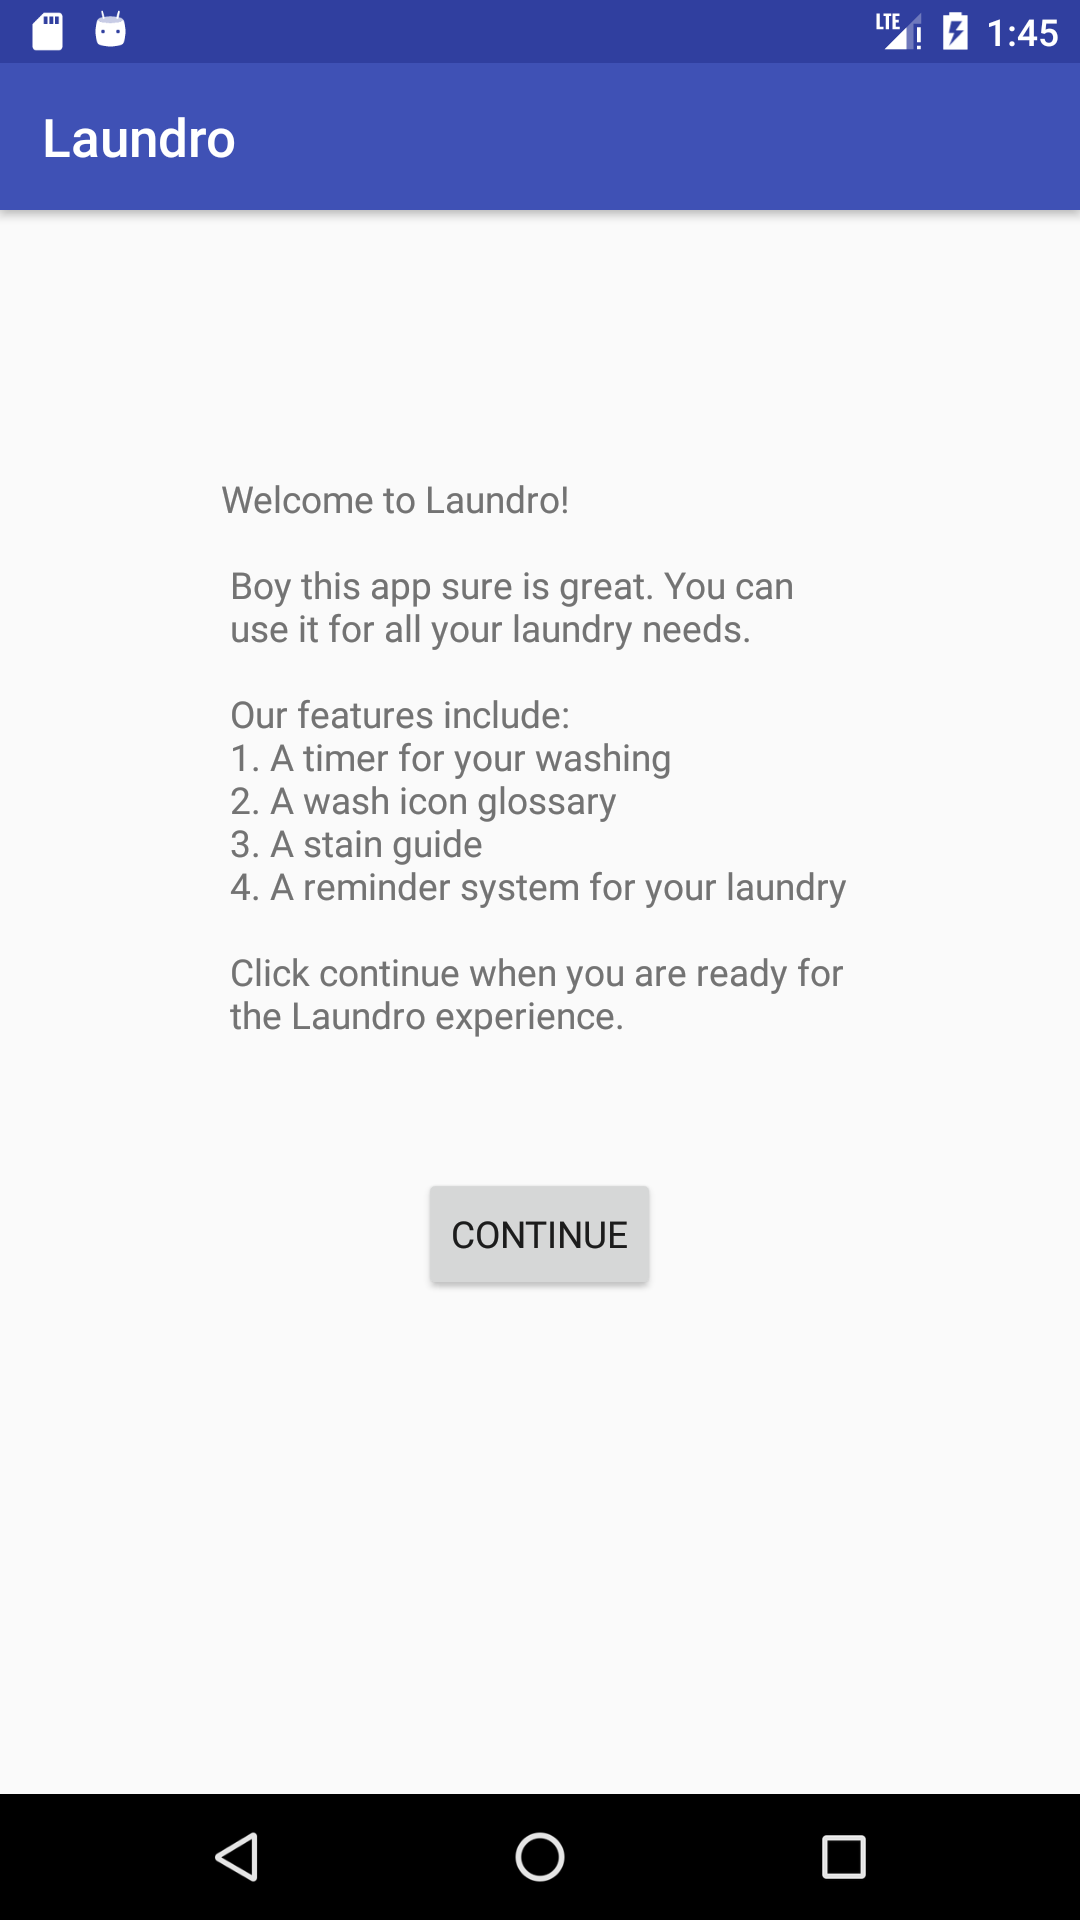 LTE 1:45
Laundro
Welcome to Laundro!
Boy this app sure is great. You can
use it for all your laundry needs.
Our features include:
1. A timer for your washing
2. A wash icon glossary
3. A stain guide
4. A reminder system for your laundry
Click continue when you are ready for
the Laundro experience.
CONTINUE